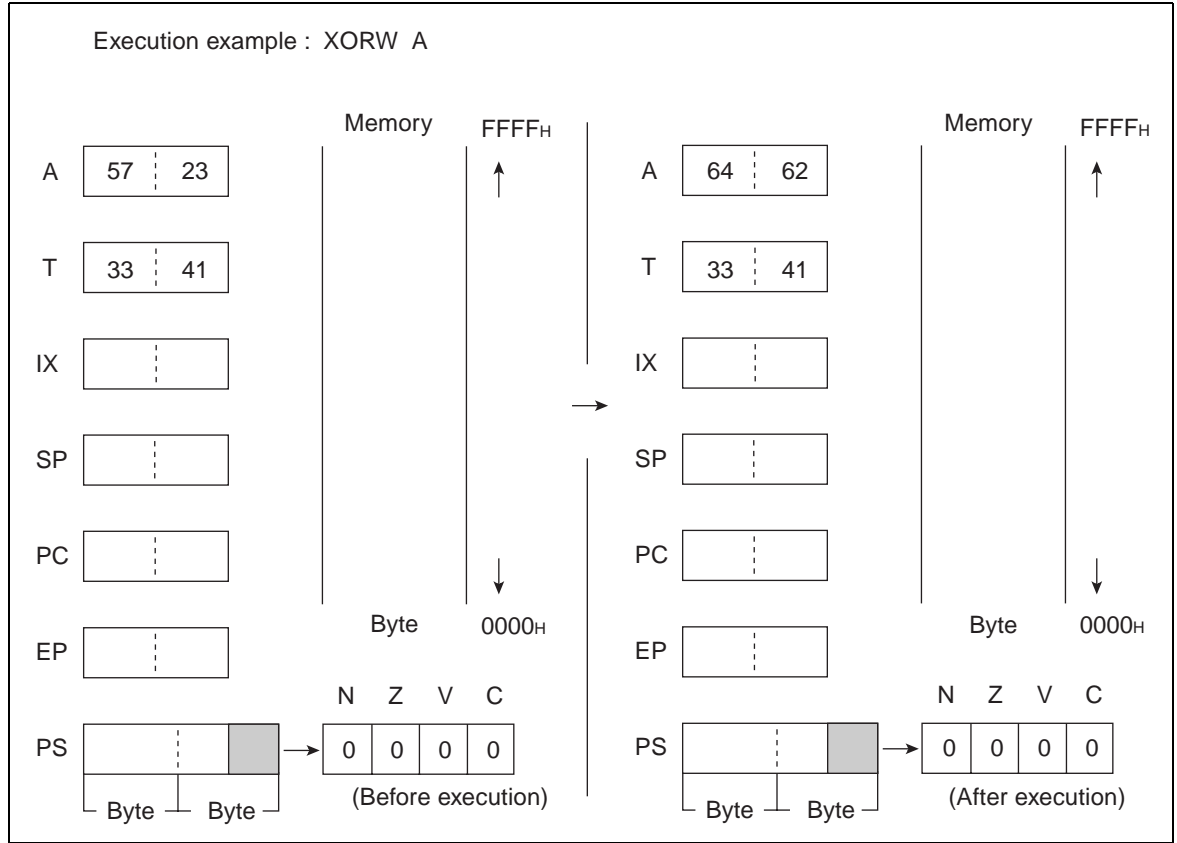 Execution example : XORW A
Memory FFFFH
A 57 23
T 33 41
IX
SP
PC
EP
Byte 0000H
N Z V C
PS 0 0 0 0
Byte Byte
(Before execution)
Memory FFFFH
A 64 62
T 33 41
IX
SP
PC
EP
Byte 0000H
N Z V C
PS 0 0 0 0
Byte Byte
(After execution)